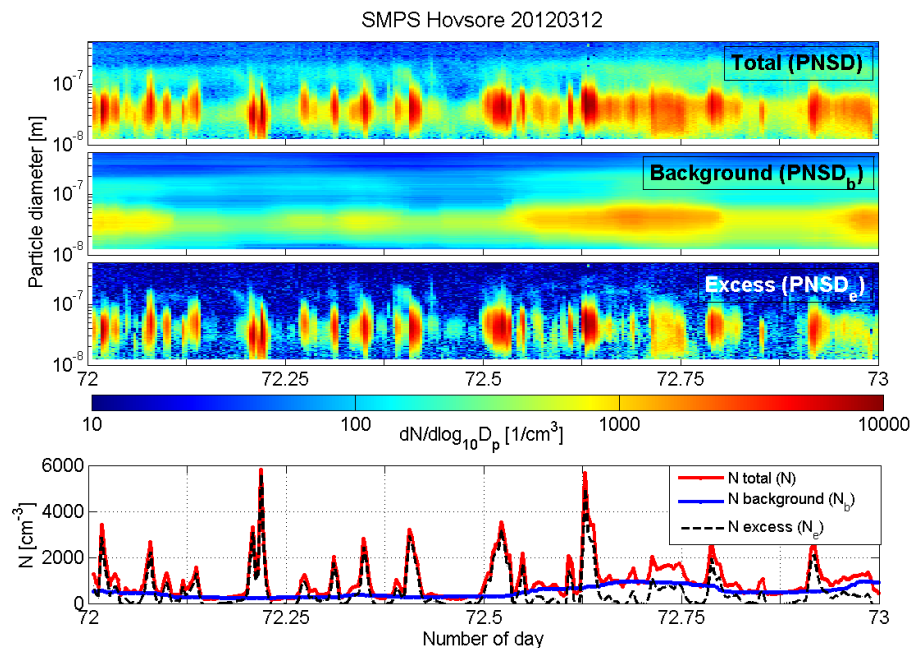 SMPS Hovsore 20120312
Particle diameter [m]
10⁻⁷
10⁻⁸
Total (PNSD)
10⁻⁷
10⁻⁸
Background (PNSD_b)
10⁻⁷
10⁻⁸
Excess (PNSD_e)
72 72.25 72.5 72.75 73
10 100 1000 10000
dN/dlog₁₀D_p [1/cm³]
N [cm⁻³]
6000
4000
2000
0
N total (N)
N background (N_b)
N excess (N_e)
72 72.25 72.5 72.75 73
Number of day